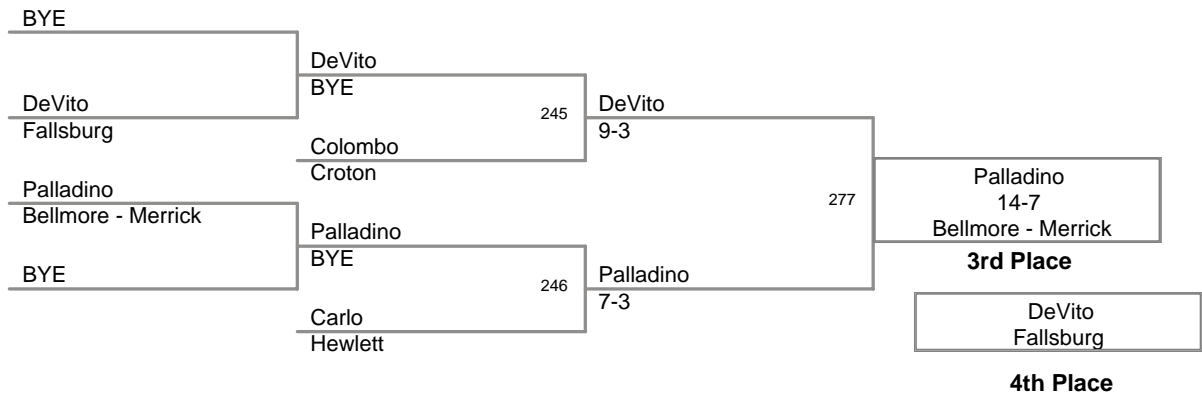 BYE
DeVito
Fallsburg
Palladino
Bellmore - Merrick
BYE
DeVito
BYE
Colombo
Croton
Palladino
BYE
Carlo
Hewlett
245
246
DeVito
9-3
Palladino
7-3
277
Palladino
14-7
Bellmore - Merrick
3rd Place
DeVito
Fallsburg
4th Place